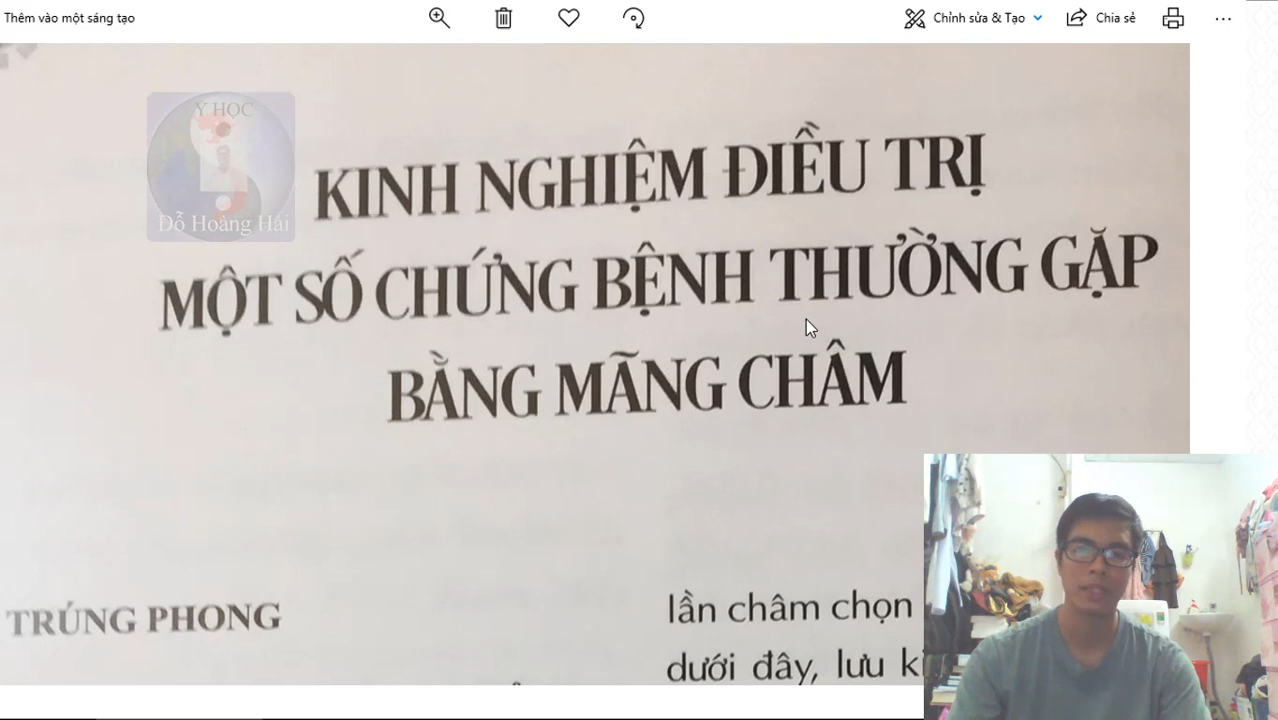 Thêm vào một sáng tạo
Chỉnh sửa & Tạo
Chia sẻ
Y HỌC
Đỗ Hoàng Hải
KINH NGHIỆM ĐIỀU TRỊ
MỘT SỐ CHỨNG BỆNH THƯỜNG GẶP
BẰNG MÃNG CHÂM
TRÚNG PHONG
lần châm chọn
dưới đây, lưu